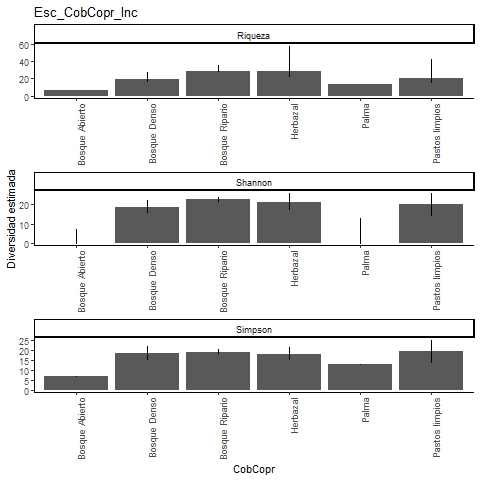 Esc_CobCopr_Inc
Riqueza
60
40
20
0
Bosque Abierto
Bosque Denso
Bosque Ripario
Herbazal
Palma
Pastos limpios
Diversidad estimada
Shannon
20
10
0
Bosque Abierto
Bosque Denso
Bosque Ripario
Herbazal
Palma
Pastos limpios
Simpson
25
20
15
10
5
0
Bosque Abierto
Bosque Denso
Bosque Ripario
Herbazal
Palma
Pastos limpios
CobCopr